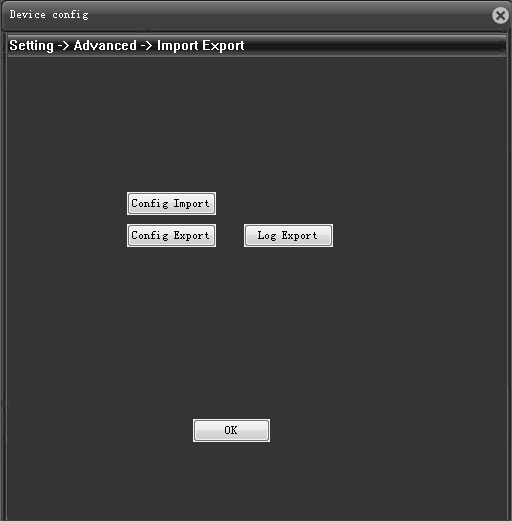 Device config
Setting -> Advanced -> Import Export
Config Import
Config Export
Log Export
OK